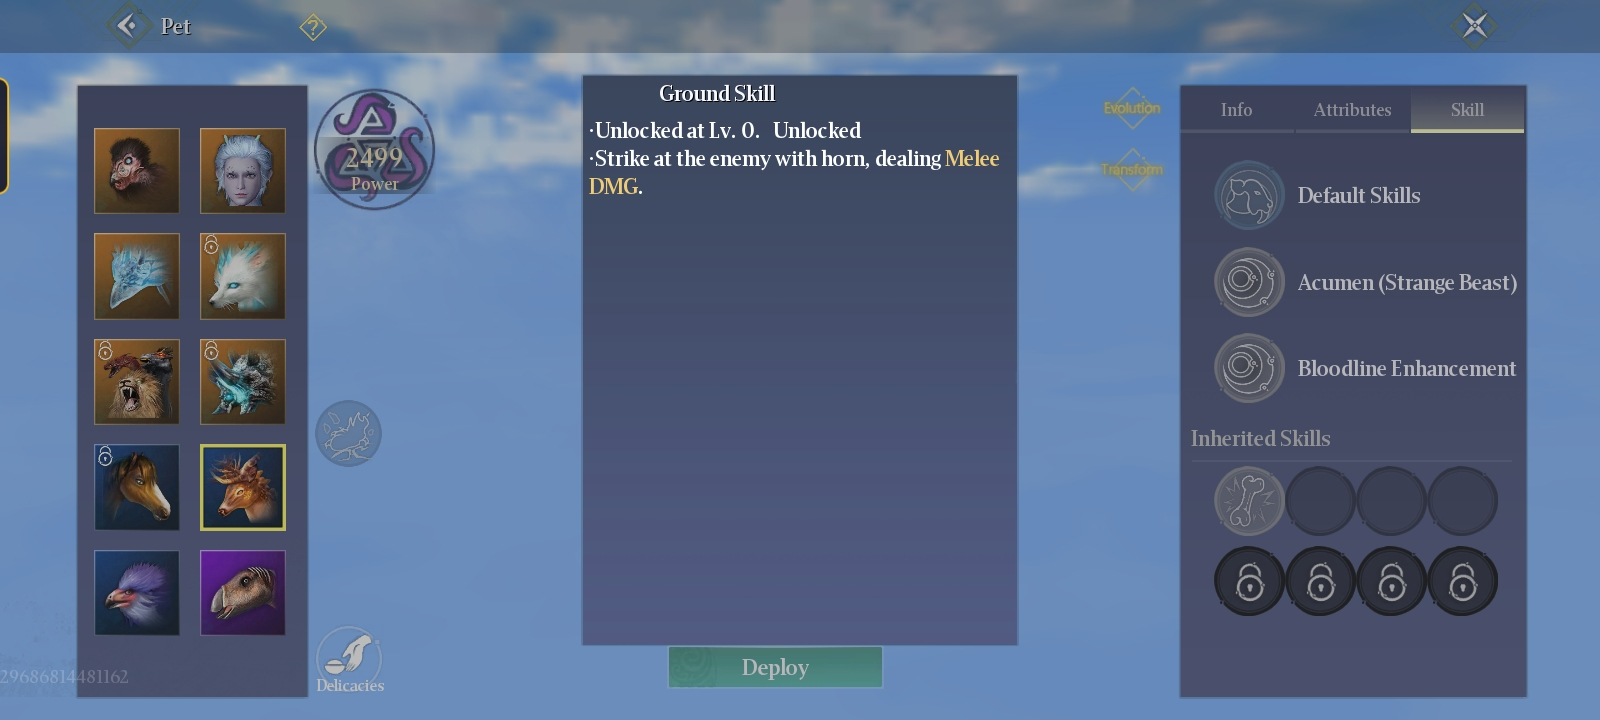 Pet
?
Ground Skill
·Unlocked at Lv. 0. Unlocked
·Strike at the enemy with horn, dealing Melee
DMG.
2499
Power
Evolution
Transform
Info Attributes Skill
Default Skills
Acumen (Strange Beast)
Bloodline Enhancement
Inherited Skills
Deploy
Delicacies
29686814481162